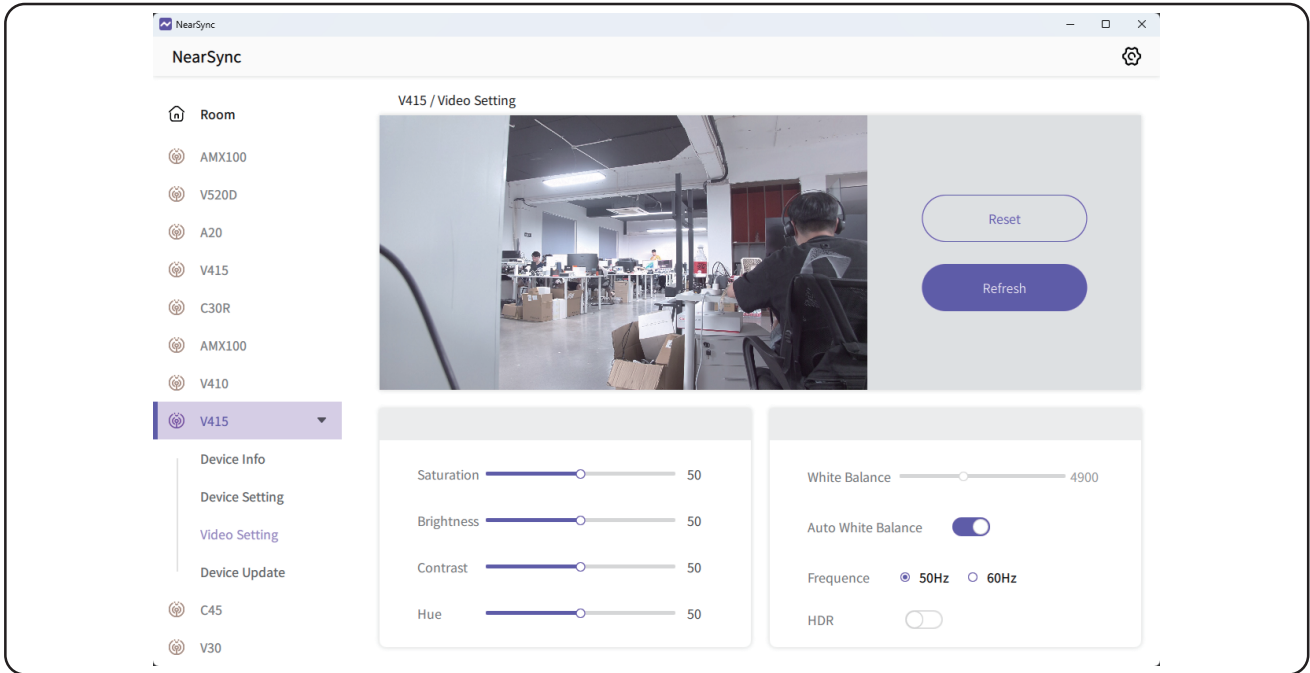 NearSync
NearSync
Room
AMX100
V520D
A20
V415
C30R
AMX100
V410
V415
Device Info
Device Setting
Video Setting
Device Update
C45
V30
V415 / Video Setting
Reset
Refresh
Saturation 50
Brightness 50
Contrast 50
Hue 50
White Balance 4900
Auto White Balance
Frequence 50Hz 60Hz
HDR